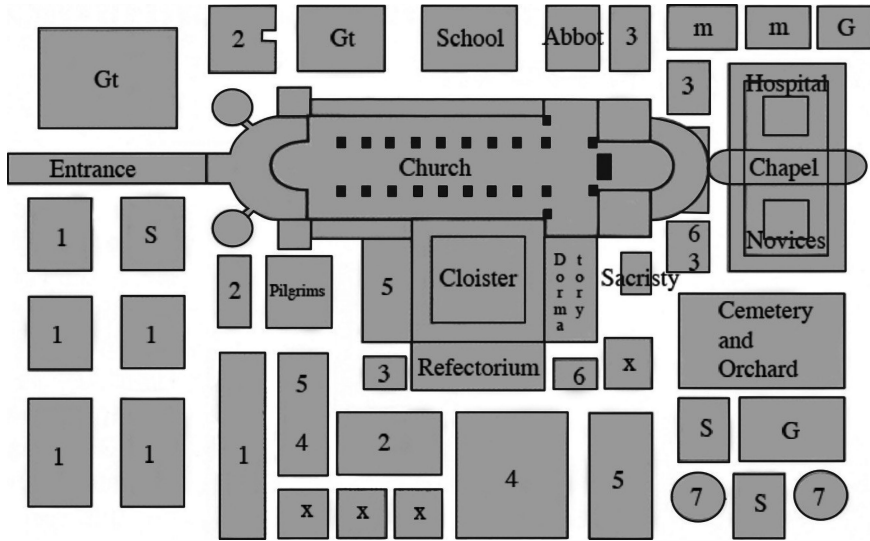 2
Gt
School
Abbot
3
m
m
G
Gt
3
Hospital
Entrance
Church
Chapel
1
S
6
3
Novices
2
Pilgrims
5
Cloister
Dorma
tory
Sacristy
1
1
Cemetery
and
Orchard
3
Refectorium
6
x
5
4
2
1
1
1
4
5
S
G
x
x
x
7
S
7